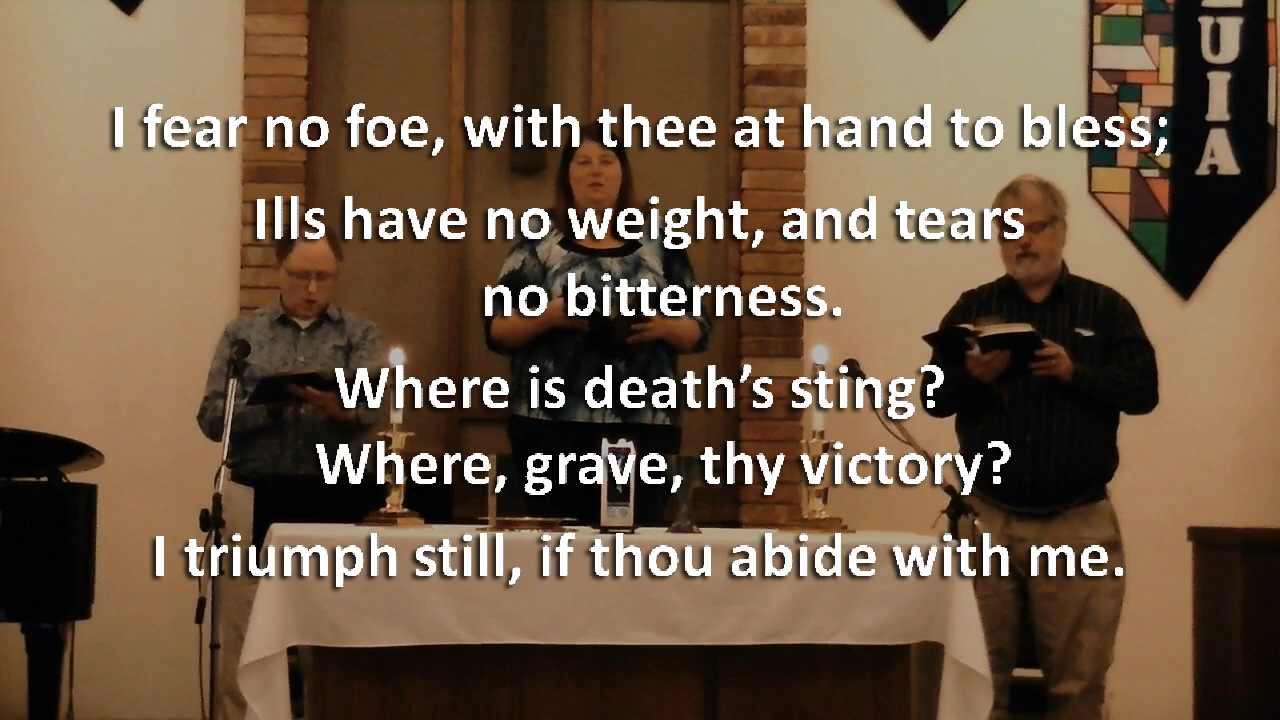 UIA
I fear no foe, with thee at hand to bless;
Ills have no weight, and tears
no bitterness.
Where is death’s sting?
Where, grave, thy victory?
I triumph still, if thou abide with me.